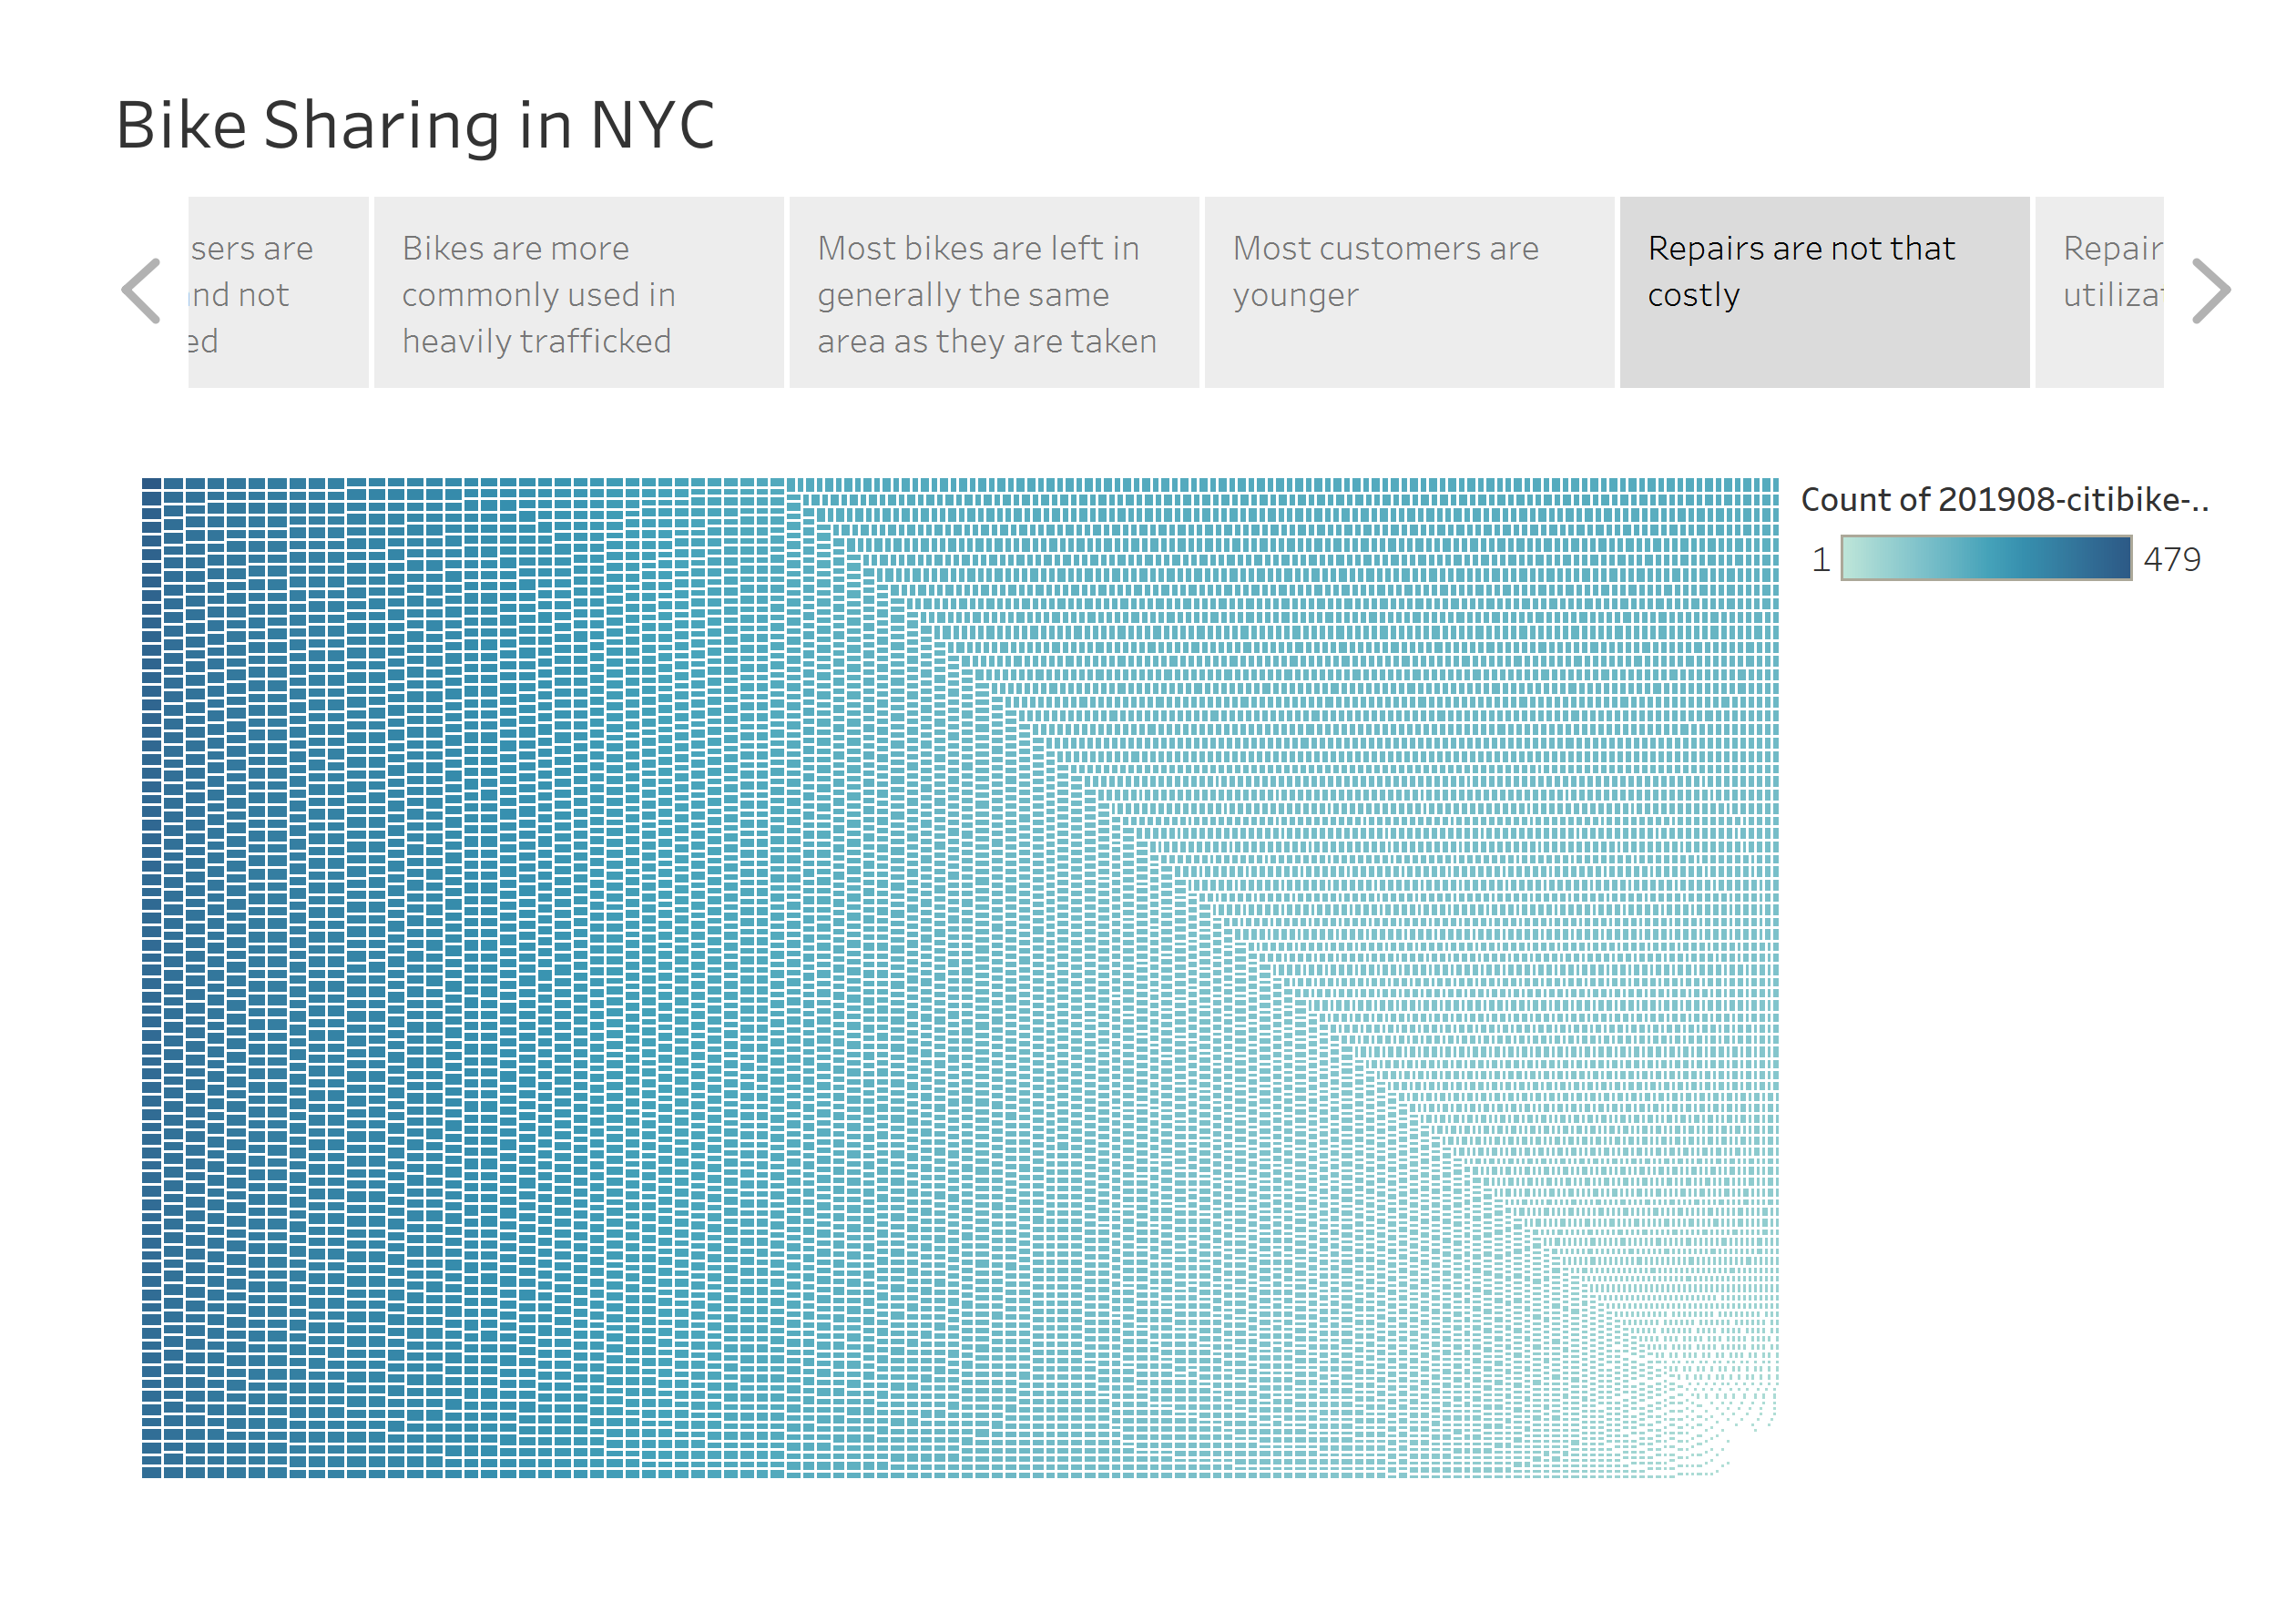 Bike Sharing in NYC
sers are
nd not
ed
Bikes are more
commonly used in
heavily trafficked
Most bikes are left in
generally the same
area as they are taken
Most customers are
younger
Repairs are not that
costly
Repair
utiliza
Count of 201908-citibike-..
1
479